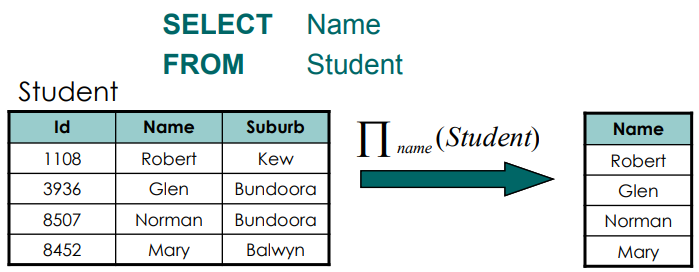 SELECT Name
FROM Student
Student
Id Name Suburb
1108 Robert Kew
3936 Glen Bundoora
8507 Norman Bundoora
8452 Mary Balwyn
∏ name (Student)
Name
Robert
Glen
Norman
Mary